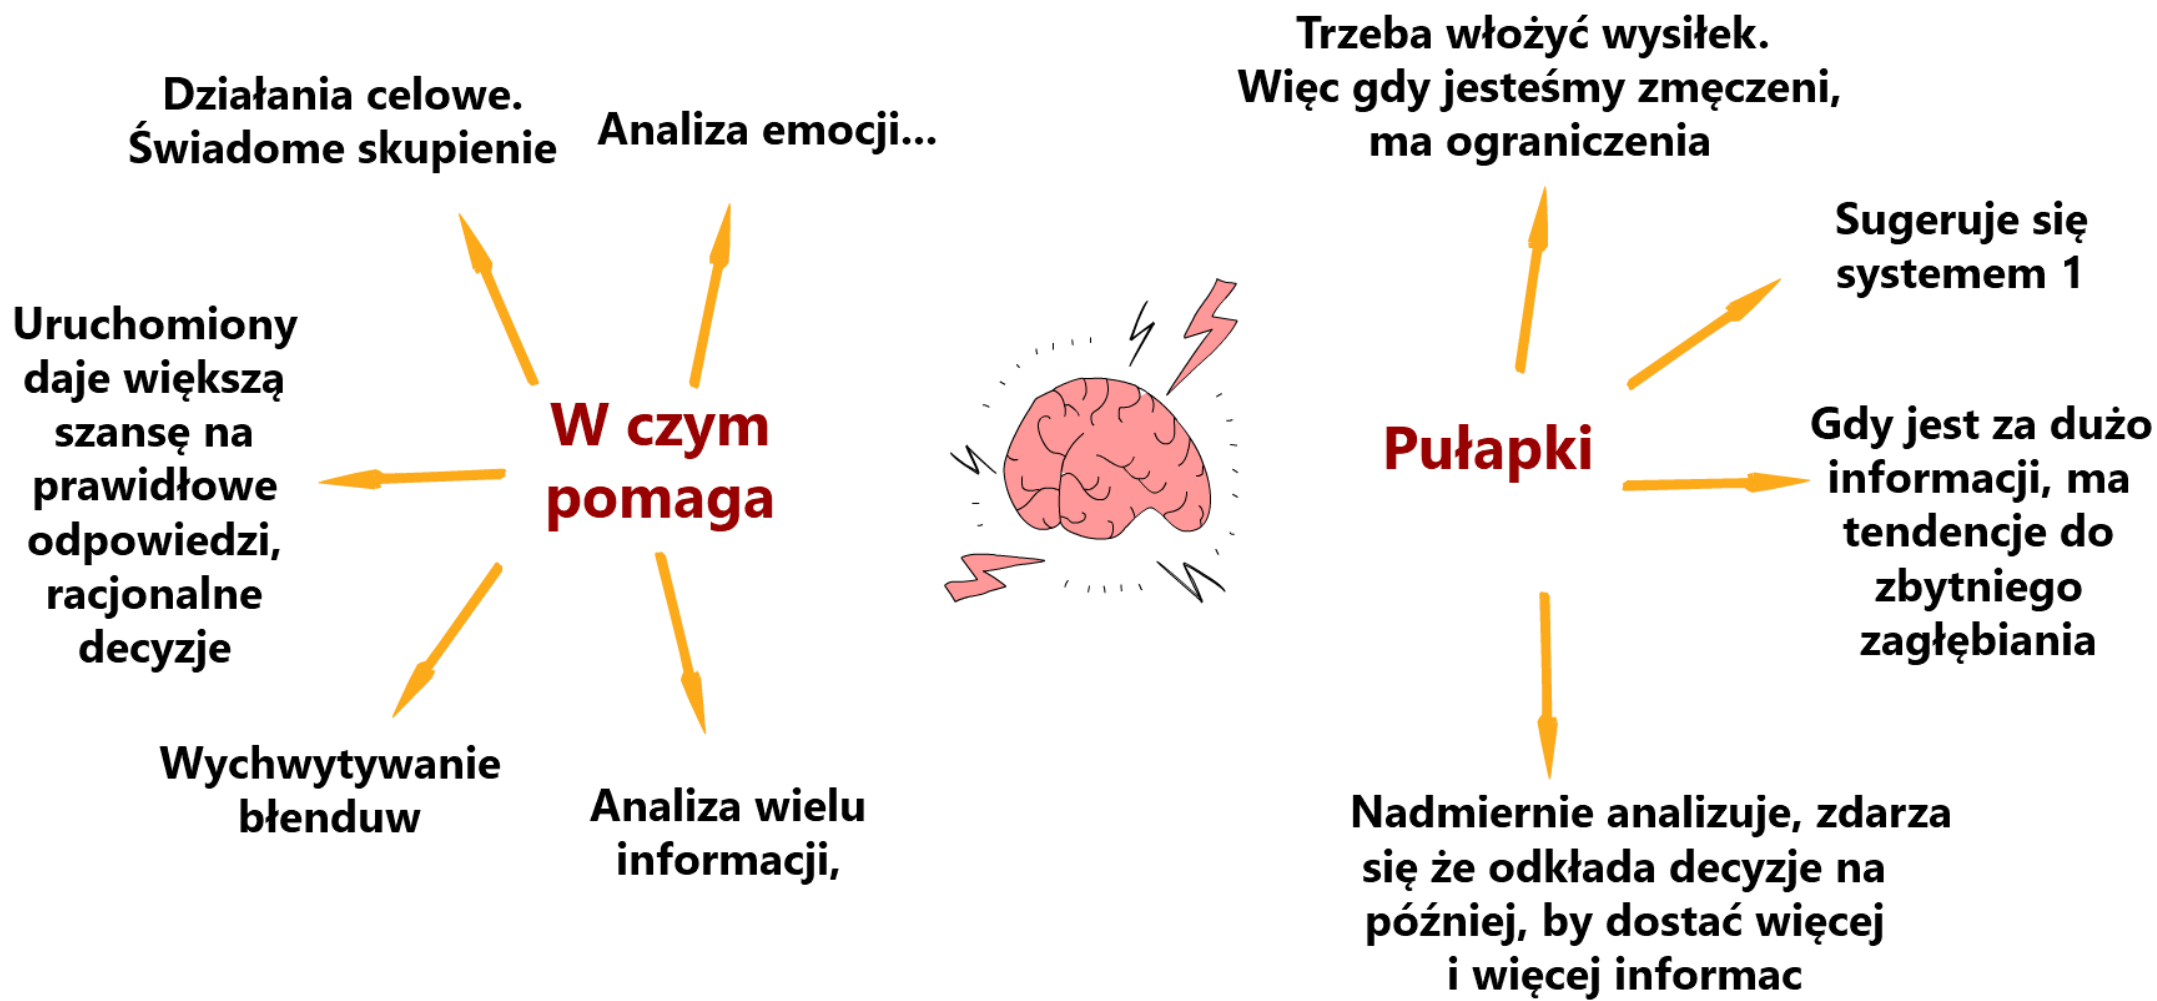 Działania celowe.
Świadome skupienie
Analiza emocji...
Uruchomiony
daje większą
szansę na
prawidłowe
odpowiedzi,
racjonalne
decyzje
W czym
pomaga
Wychwytywanie
błenduw
Analiza wielu
informacji,
Trzeba włożyć wysiłek.
Więc gdy jesteśmy zmęczeni,
ma ograniczenia
Sugeruje się
systemem 1
Pułapki
Gdy jest za dużo
informacji, ma
tendencje do
zbytniego
zagłębiania
Nadmiernie analizuje, zdarza
się że odkłada decyzje na
później, by dostać więcej
i więcej informac